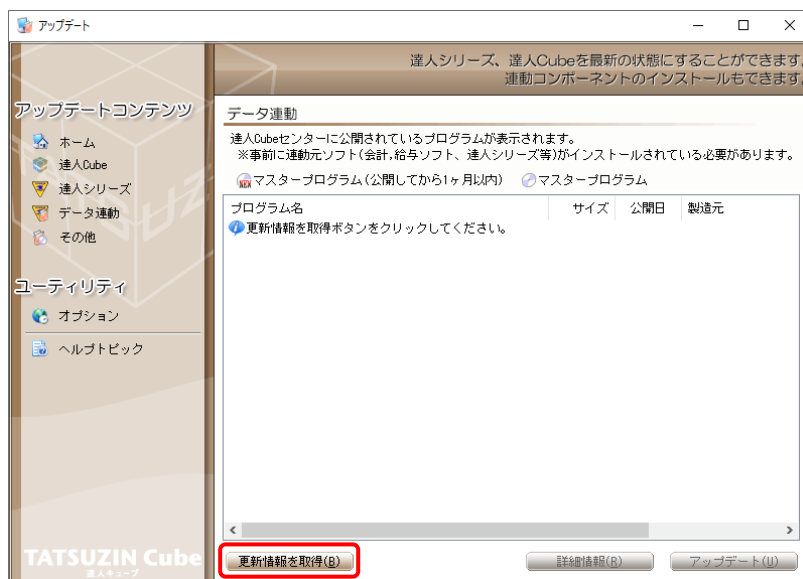 アップデート
達人シリーズ、達人Cubeを最新の状態にすることができます。
連動コンポーネントのインストールもできます。
アップデートコンテンツ
ホーム
達人Cube
達人シリーズ
データ連動
その他
ユーティリティ
オプション
ヘルプトピック
TATSUZIN Cube
達人キューブ
データ連動
達人Cubeセンターに公開されているプログラムが表示されます。
※事前に連動元ソフト(会計,給与ソフト、達人シリーズ等)がインストールされている必要があります。
マスタープログラム(公開してから1ヶ月以内) マスタープログラム
プログラム名 サイズ 公開日 製造元
更新情報を取得ボタンをクリックしてください。
更新情報を取得(B) 詳細情報(R) アップデート(U)